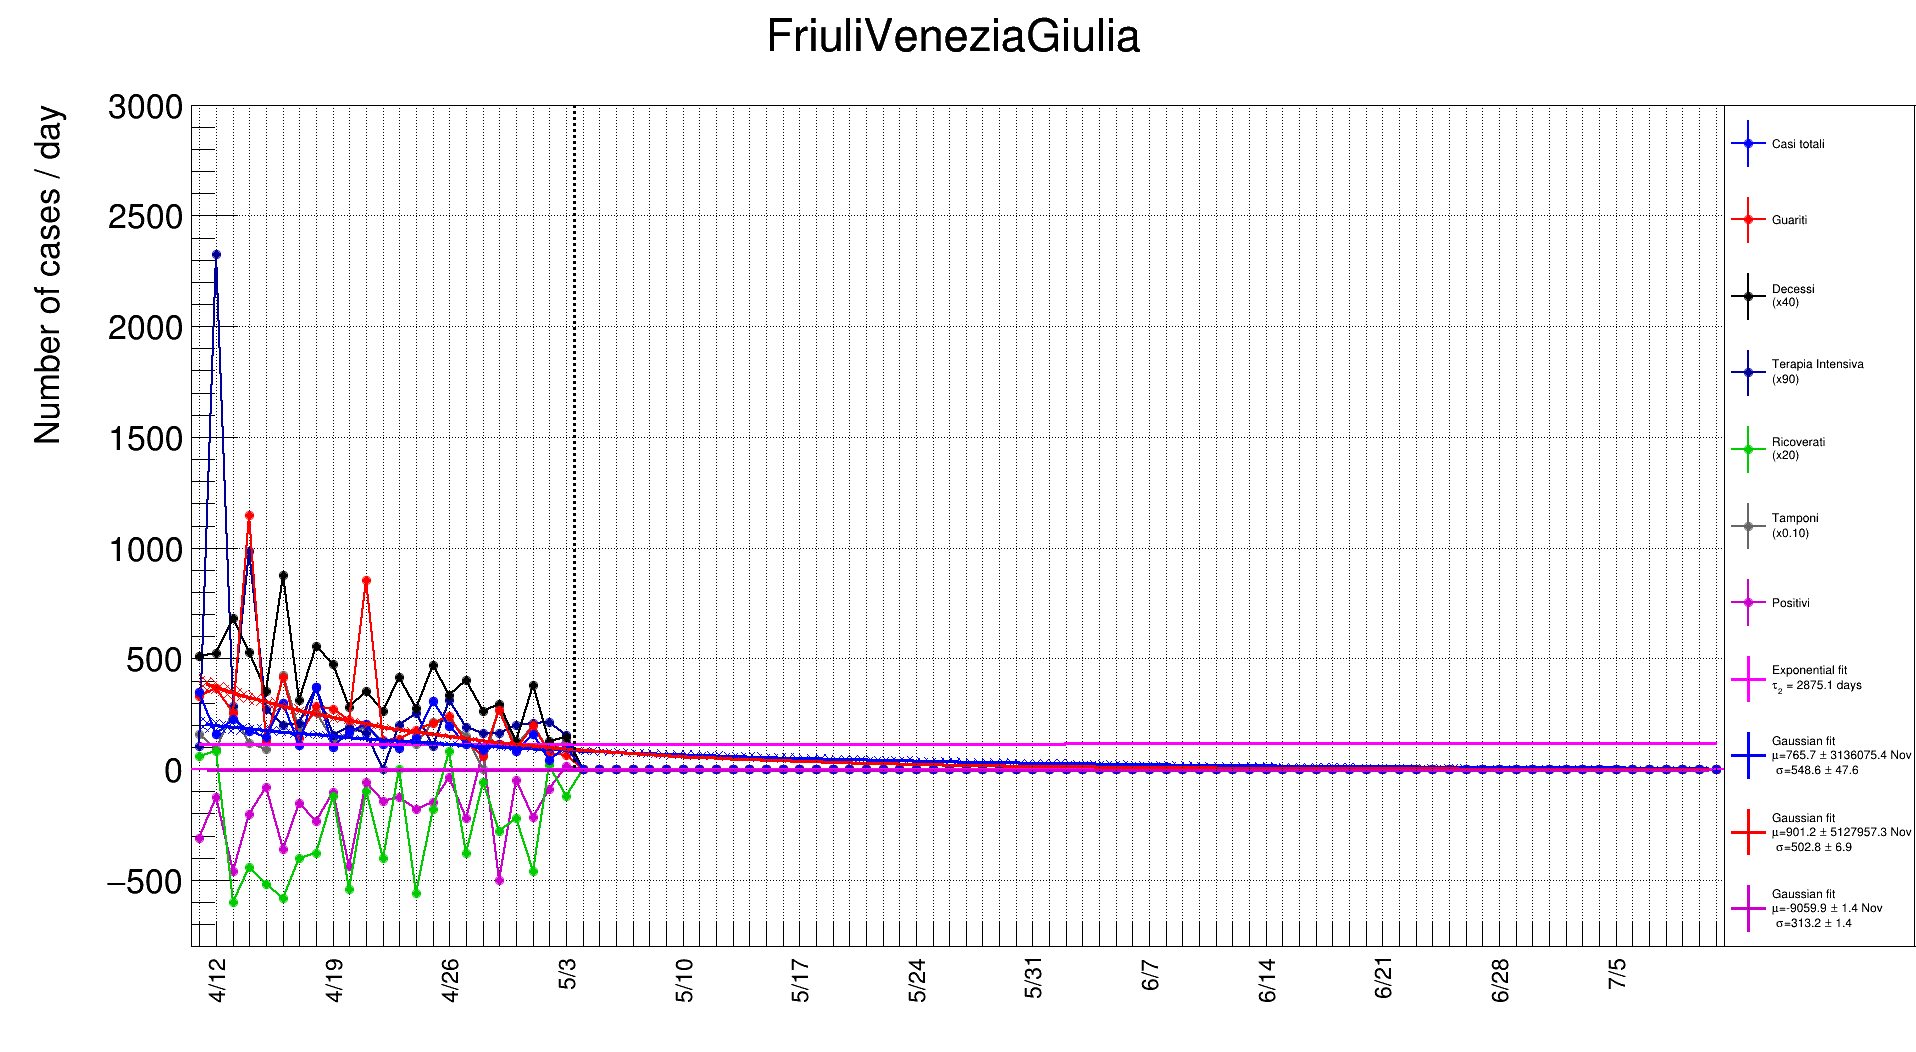 FriuliVeneziaGiulia
Number of cases / day
3000
2500
2000
1500
1000
500
0
−500
4/12
4/19
4/26
5/3
5/10
5/17
5/24
5/31
6/7
6/14
6/21
6/28
7/5
Casi totali
Guariti
Decessi
(x40)
Terapia Intensiva
(x90)
Ricoverati
(x20)
Tamponi
(x0.10)
Positivi
Exponential fit
τ2 = 2875.1 days
Gaussian fit
μ=765.7 ± 3136075.4 Nov
σ=548.6 ± 47.6
Gaussian fit
μ=901.2 ± 5127957.3 Nov
σ=502.8 ± 6.9
Gaussian fit
μ=-9059.9 ± 1.4 Nov
σ=313.2 ± 1.4